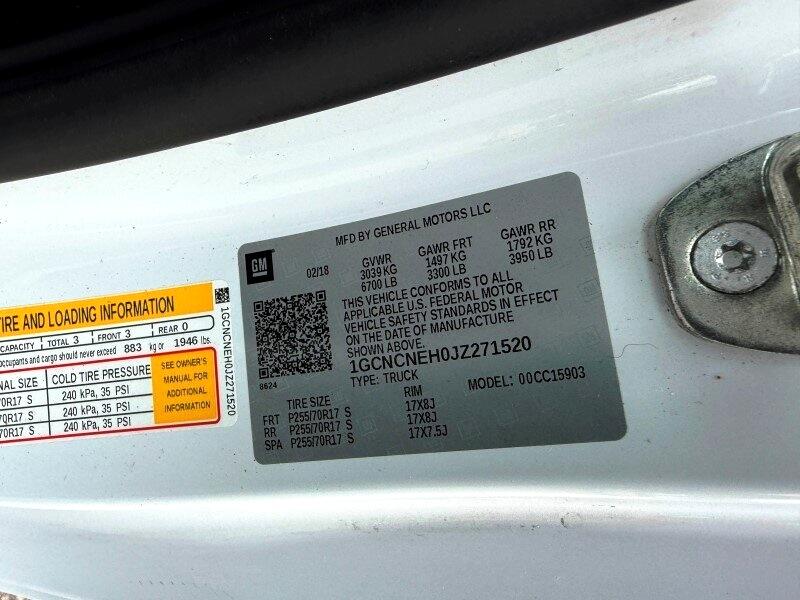 TIRE AND LOADING INFORMATION
CAPACITY TOTAL 3 FRONT 3 REAR 0
occupants and cargo should never exceed 883 kg or 1946 lbs.
SIZE COLD TIRE PRESSURE
70R17 S 240 kPa, 35 PSI
70R17 S 240 kPa, 35 PSI
70R17 S 240 kPa, 35 PSI
SEE OWNER'S
MANUAL FOR
ADDITIONAL
INFORMATION
1GCNCNEH0JZ271520
GM
MFD BY GENERAL MOTORS LLC
02/18
GVWR
3039 KG
6700 LB
GAWR FRT
1497 KG
3300 LB
GAWR RR
1792 KG
3950 LB
THIS VEHICLE CONFORMS TO ALL
APPLICABLE U.S. FEDERAL MOTOR
VEHICLE SAFETY STANDARDS IN EFFECT
ON THE DATE OF MANUFACTURE
SHOWN ABOVE.
1GCNCNEH0JZ271520
TYPE: TRUCK
MODEL: 00CC15903
8624
TIRE SIZE RIM
FRT P255/70R17 S 17X8J
RR P255/70R17 S 17X8J
SPA P255/70R17 S 17X7.5J